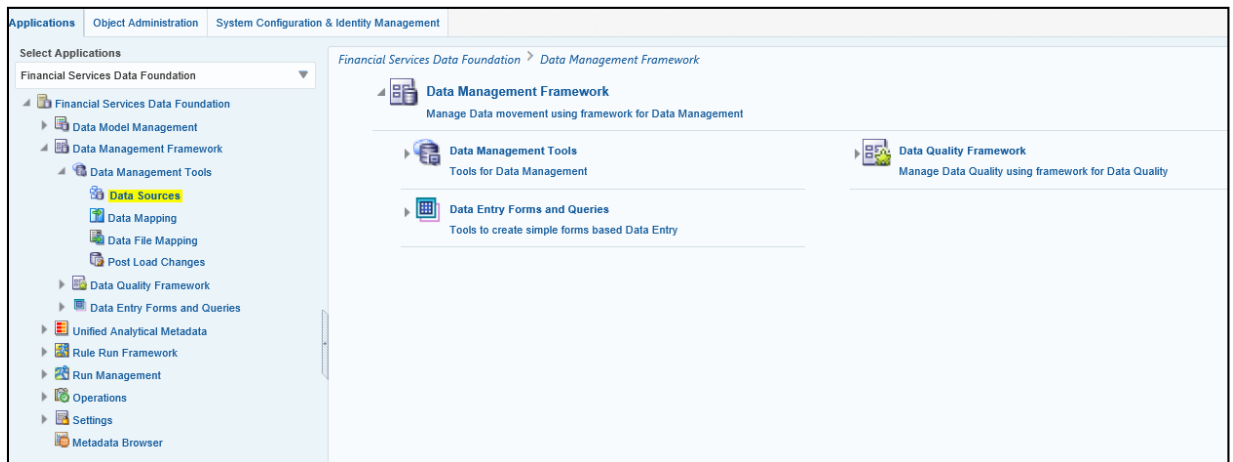 Applications Object Administration System Configuration & Identity Management
Select Applications
Financial Services Data Foundation
Financial Services Data Foundation
Data Model Management
Data Management Framework
Data Management Tools
Data Sources
Data Mapping
Data File Mapping
Post Load Changes
Data Quality Framework
Data Entry Forms and Queries
Unified Analytical Metadata
Rule Run Framework
Run Management
Operations
Settings
Metadata Browser
Financial Services Data Foundation > Data Management Framework
Data Management Framework
Manage Data movement using framework for Data Management
Data Management Tools
Tools for Data Management
Data Quality Framework
Manage Data Quality using framework for Data Quality
Data Entry Forms and Queries
Tools to create simple forms based Data Entry